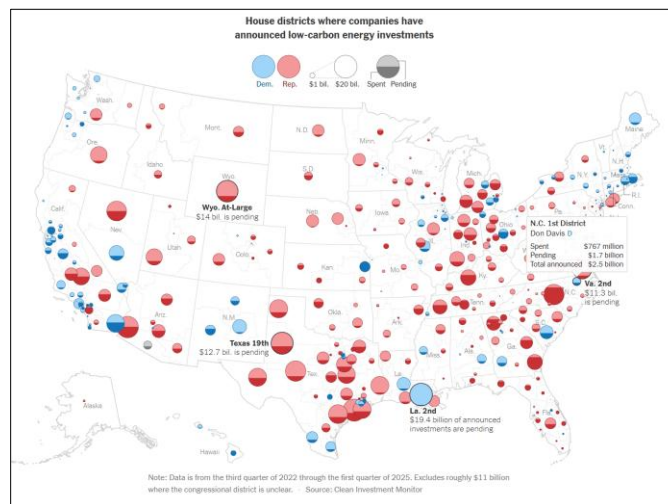 House districts where companies have
announced low-carbon energy investments
Dem.
Rep.
$1 bil.
$20 bil.
Spent
Pending
Wash.
Ore.
Idaho
Mont.
N.D.
S.D.
Minn.
Wis.
Mich.
Maine
Vt.
N.H.
Mass.
R.I.
Conn.
N.Y.
Pa.
Wyo.
Wyo. At-Large
$14 bil. is pending
Neb.
Iowa
Ill.
Ind.
Ohio
Calif.
Nev.
Utah
Colo.
Kan.
Mo.
Ky.
N.C. 1st District
Don Davis D
Spent $767 million
Pending $1.7 billion
Total announced $2.5 billion
Va. 2nd
$11.3 bil.
is pending
N.C.
Tenn.
S.C.
Ariz.
N.M.
Okla.
Ark.
Texas 19th
$12.7 bil. is pending
Tex.
La.
Miss.
Ala.
Ga.
Fla.
La. 2nd
$19.4 billion of announced
investments are pending.
Alaska
Hawaii
Note: Data is from the third quarter of 2022 through the first quarter of 2025. Excludes roughly $11 billion
where the congressional district is unclear. · Source: Clean Investment Monitor